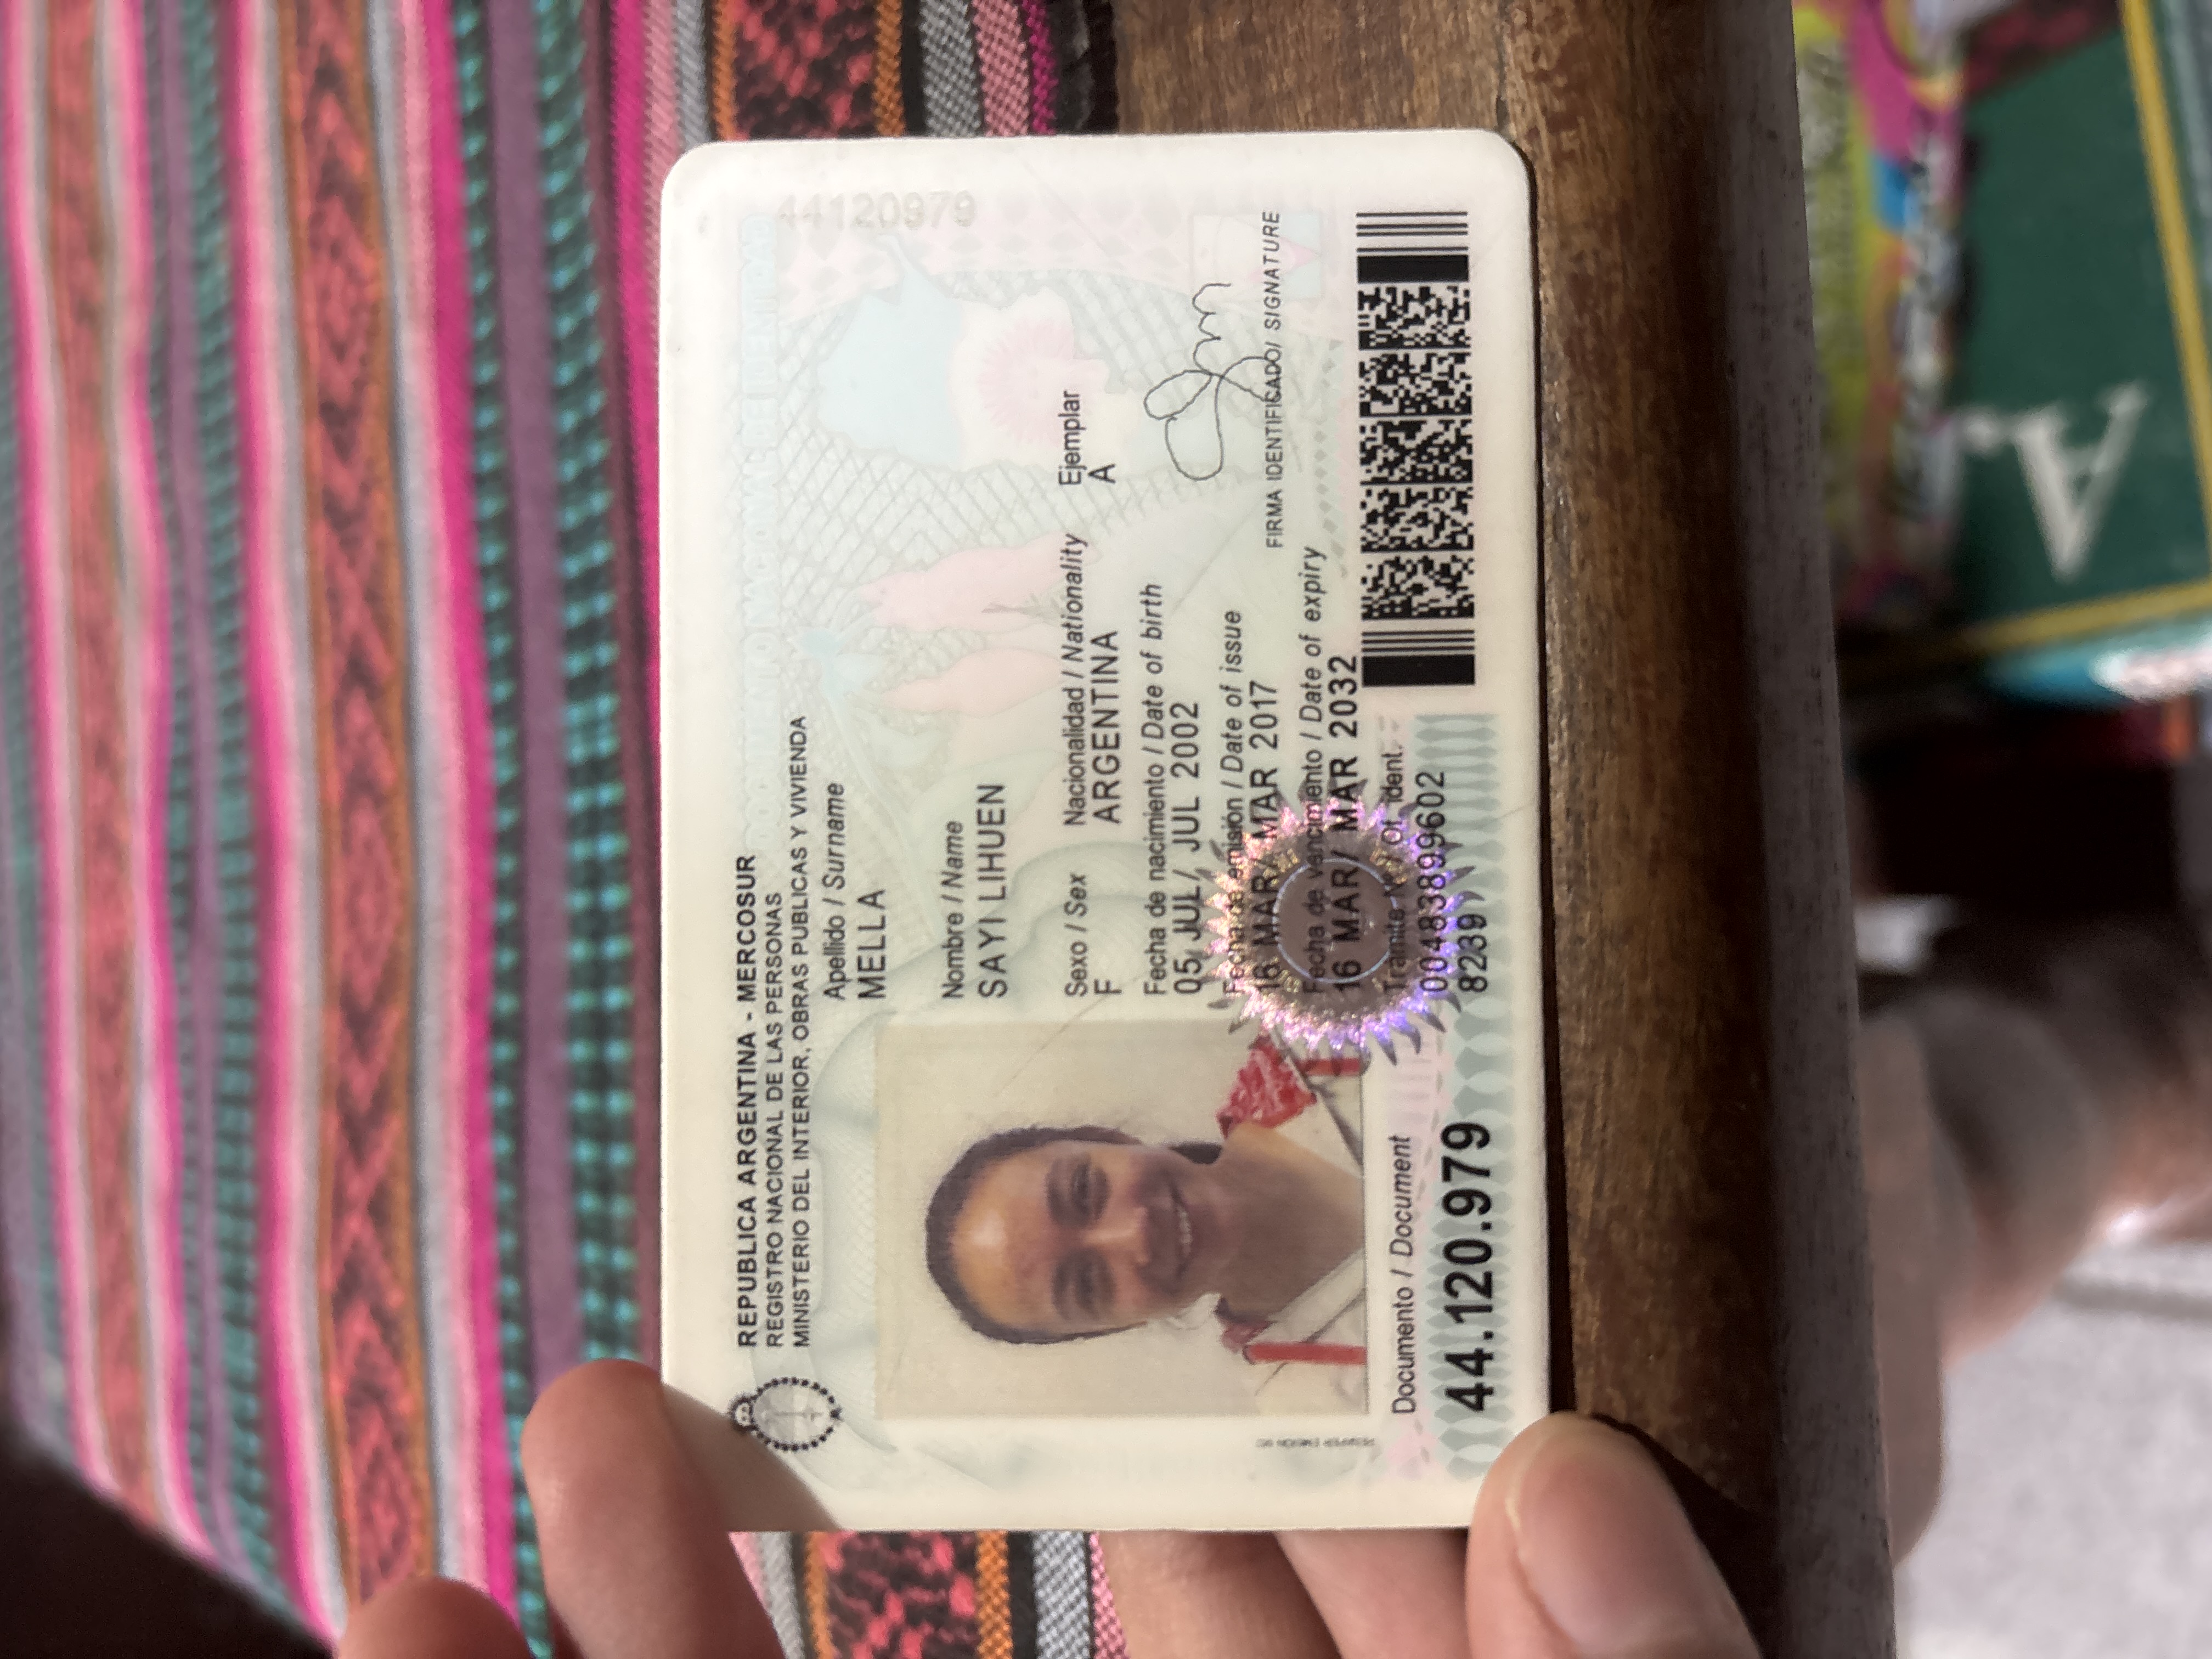 REPUBLICA ARGENTINA - MERCOSUR
REGISTRO NACIONAL DE LAS PERSONAS
MINISTERIO DEL INTERIOR, OBRAS PUBLICAS Y VIVIENDA
DOCUMENTO NACIONAL DE IDENTIDAD
44120979
Apellido / Surname
MELLA
Nombre / Name
SAYI LIHUEN
Sexo / Sex Nacionalidad / Nationality Ejemplar
F ARGENTINA A
Fecha de nacimiento / Date of birth
05 JUL/ JUL 2002
Fecha de emisión / Date of issue
16 MAR/ MAR 2017
FIRMA IDENTIFICADO/ SIGNATURE
Fecha de vencimiento / Date of expiry
16 MAR/ MAR 2032
Trámite Nº / Of. ident.
00483899602
8239
Documento / Document
44.120.979
A